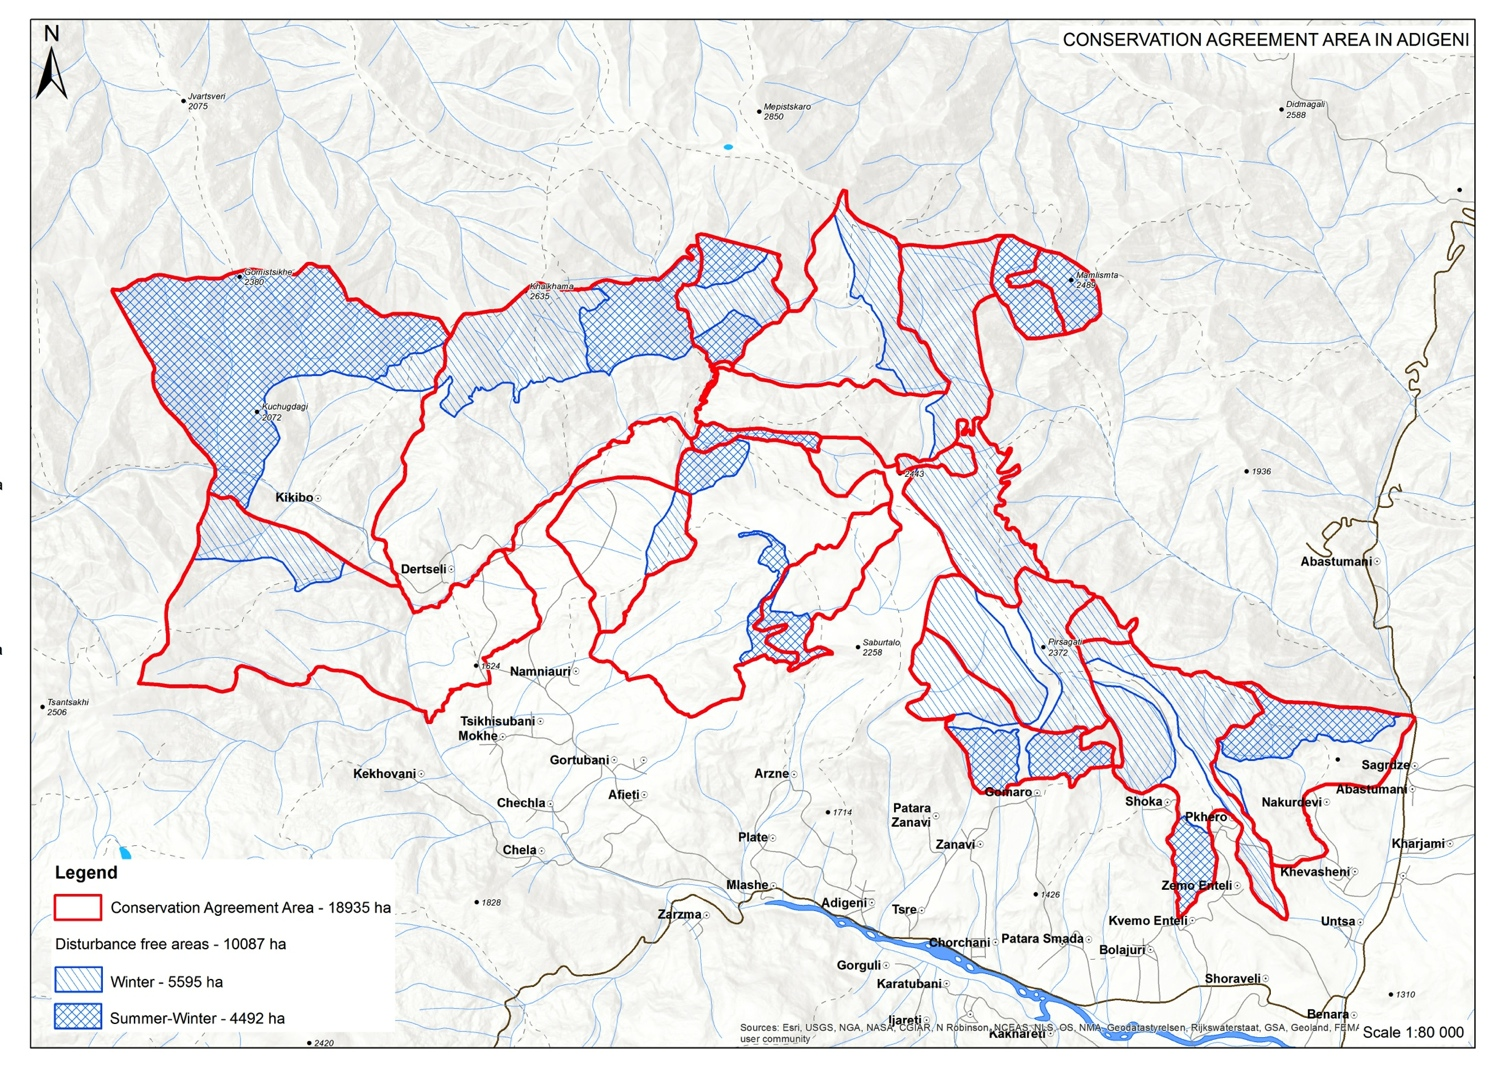 N
CONSERVATION AGREEMENT AREA IN ADIGENI
Jvartsveri
2075
Mepistskaro
2850
Didmagali
2588
Gomistsikhe
2380
Khalkhama
2635
Mamlismta
2489
Kuchugdagi
2072
1936
2443
Kikibo
Abastumani
Dertseli
Saburtalo
2258
Pirsagati
2372
1624
Namniauri
Tsantsakhi
2506
Tsikhisubani
Mokhe
Gortubani
Kekhovani
Arzne
Sagrdze
Afieti
Abastumani
Gomaro
Chechla
Shoka
Nakurdevi
1714
Patara
Zanavi
Pkhero
Plate
Zanavi
Kharjami
Chela
Khevasheni
Mlashe
Zemo Enteli
Legend
Conservation Agreement Area - 18935 ha
1828
1426
Adigeni
Tsre
Zarzma
Kvemo Enteli
Untsa
Disturbance free areas - 10087 ha
Chorchani
Patara Smada
Bolajuri
Gorguli
Winter - 5595 ha
Karatubani
Shoraveli
1310
Summer-Winter - 4492 ha
Ijareti
Benara
Sources: Esri, USGS, NGA, NASA, CGIAR, N Robinson, NCEAS, NLS, OS, NMA, Geodatastyrelsen, Rijkswaterstaat, GSA, Geoland, FEMA
user community
Kakhareti
Scale 1:80 000
2420